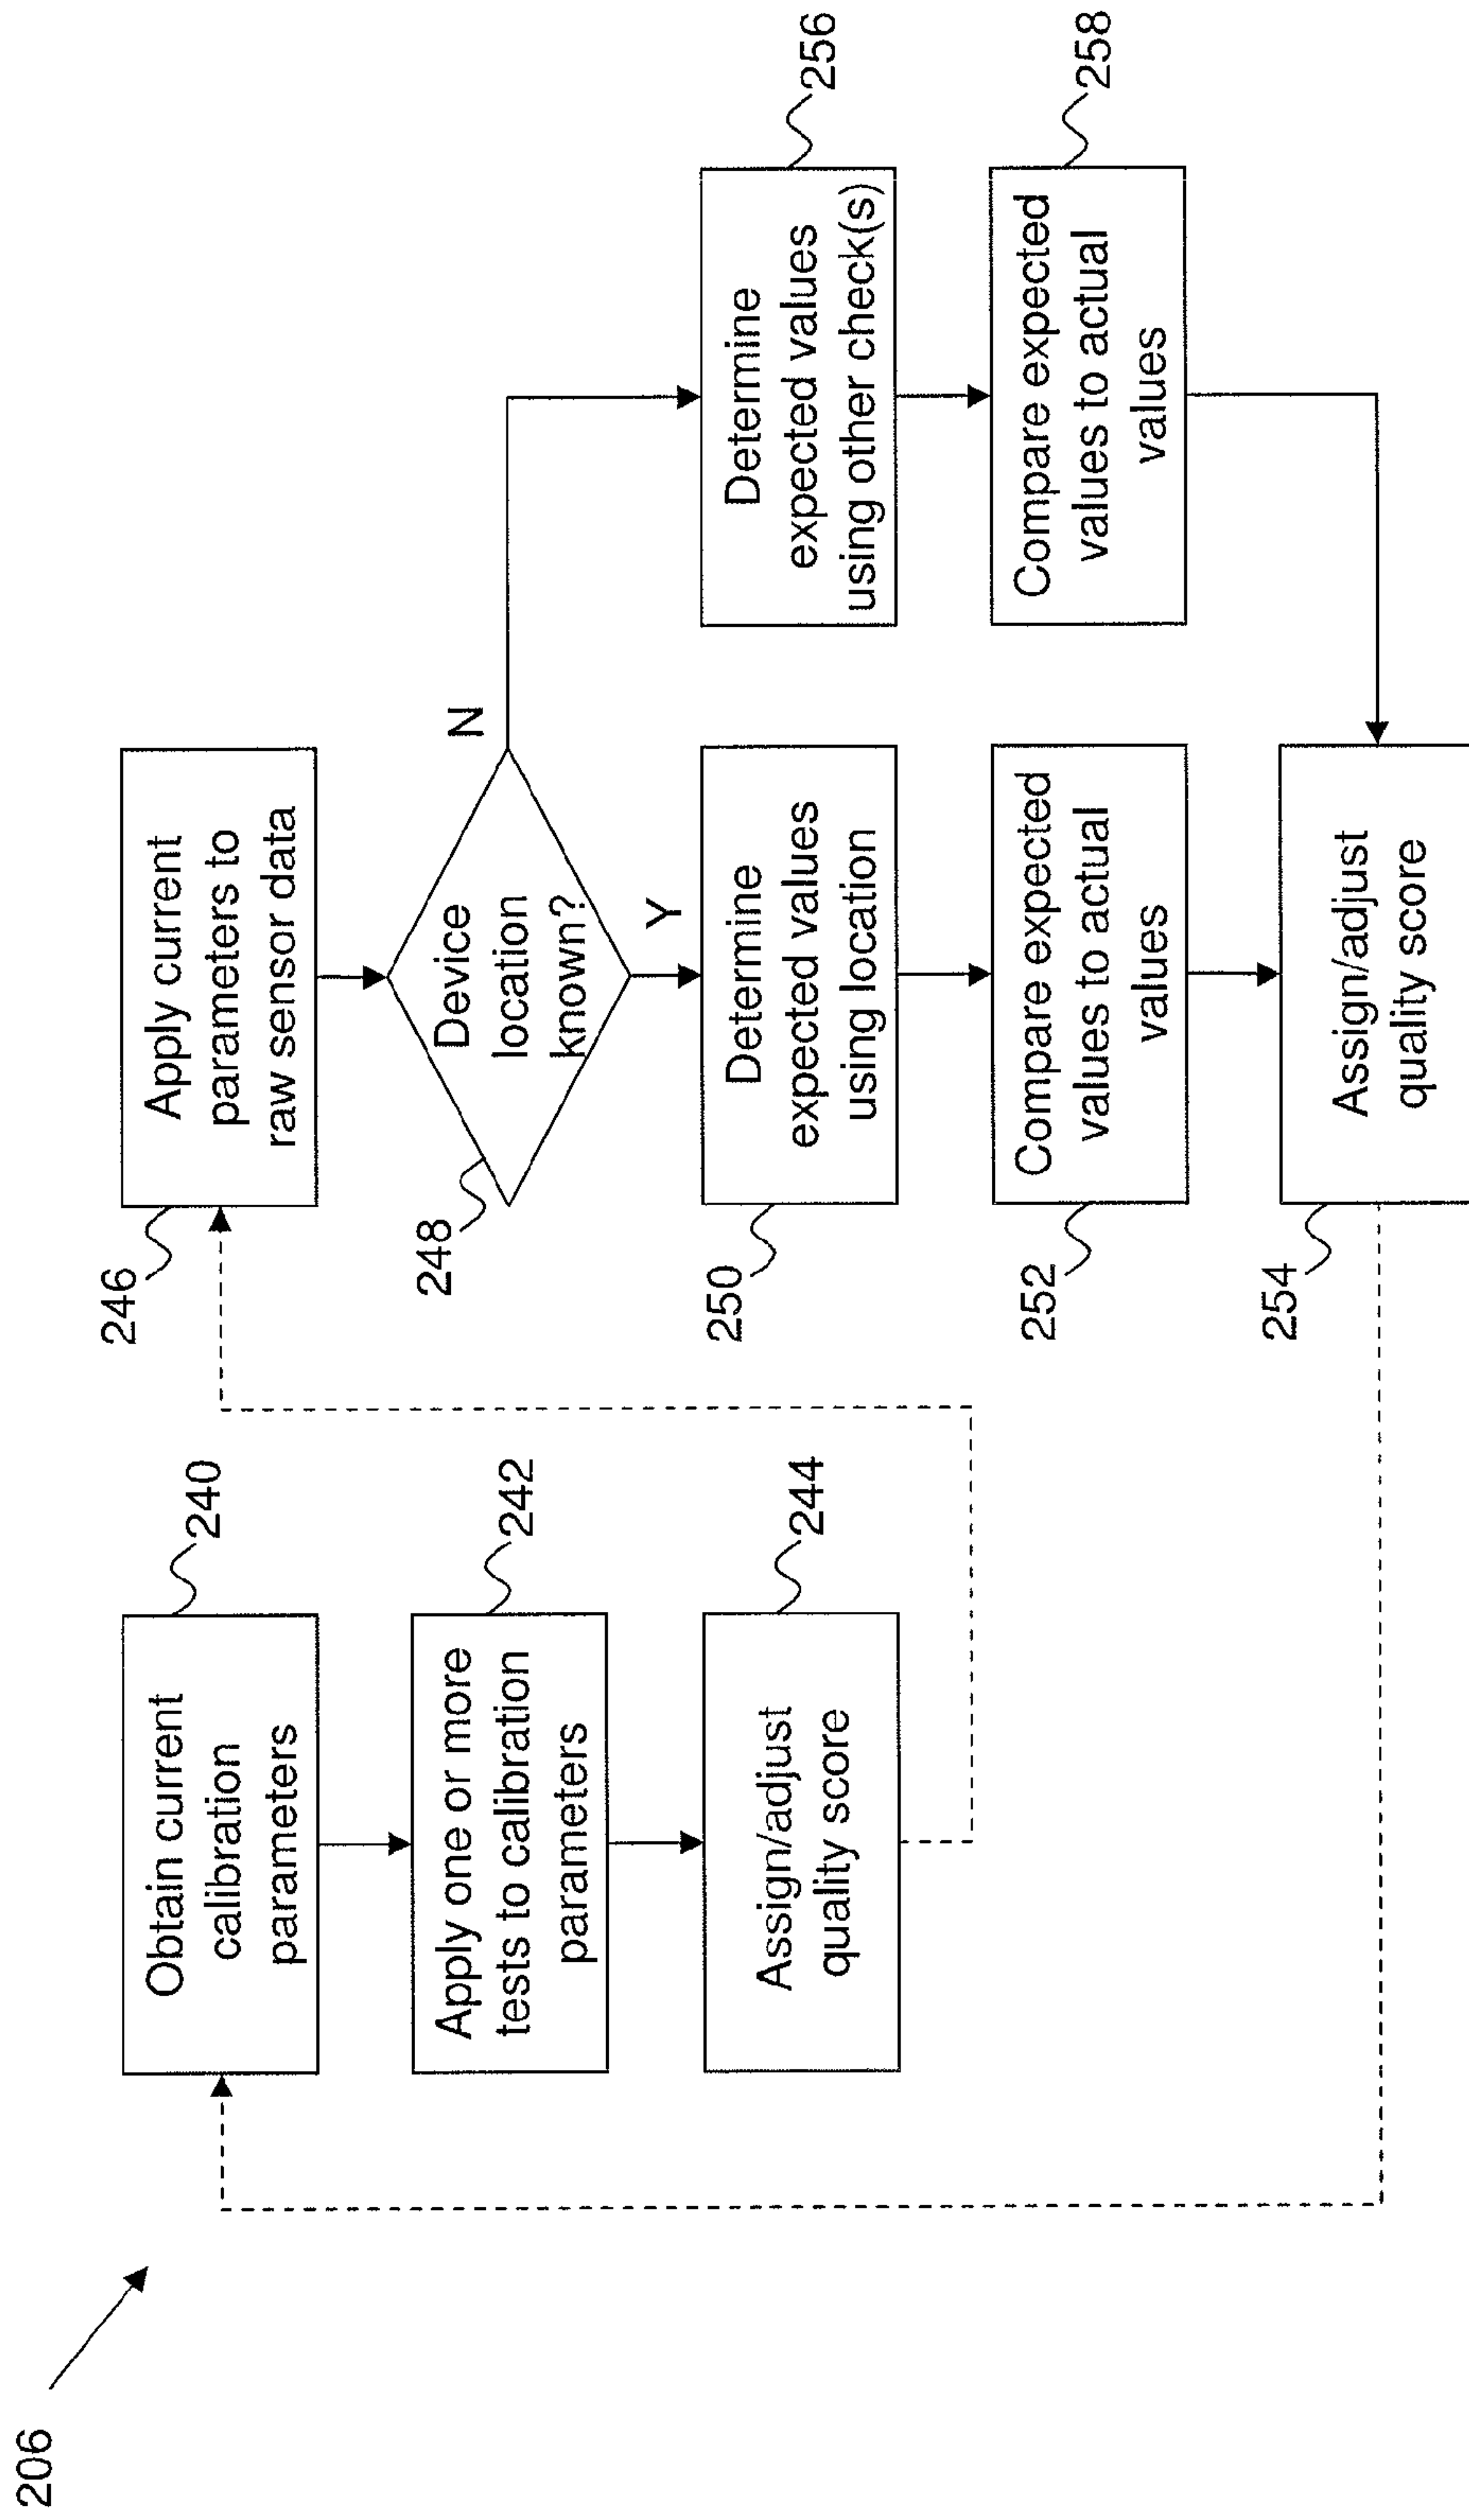 206
240
Obtain current
calibration
parameters
242
Apply one or more
tests to calibration
parameters
244
Assign/adjust
quality score
246
Apply current
parameters to
raw sensor data
248
Device
location
known?
N
Y
250
Determine
expected values
using location
252
Compare expected
values to actual
values
254
Assign/adjust
quality score
256
Determine
expected values
using other check(s)
258
Compare expected
values to actual
values